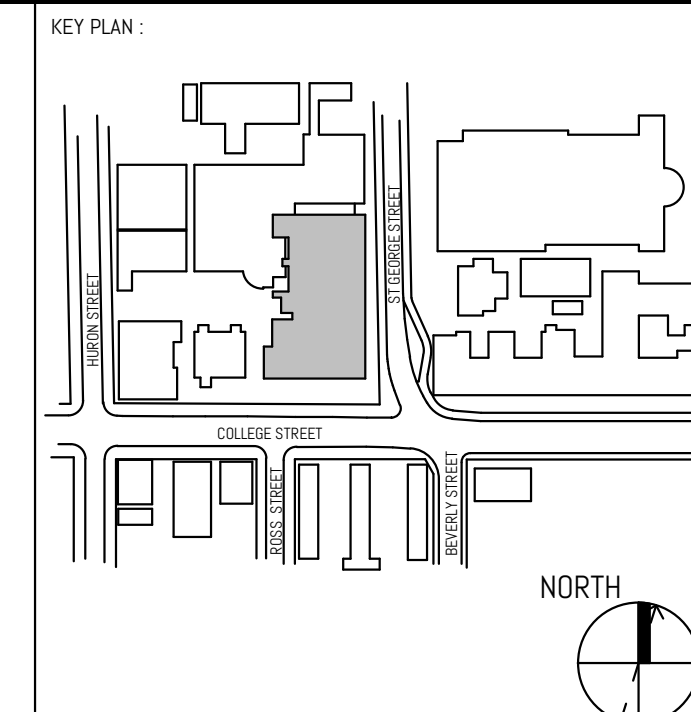 KEY PLAN :
ST GEORGE STREET
HURON STREET
COLLEGE STREET
ROSS STREET
BEVERLY STREET
NORTH